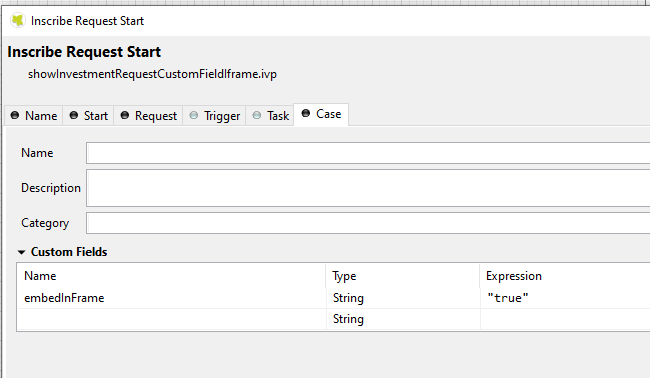 Inscribe Request Start
Inscribe Request Start
showInvestmentRequestCustomFieldIframe.ivp
Name Start Request Trigger Task Case
Name
Description
Category
Custom Fields
Name Type Expression
embedInFrame String "true"
String